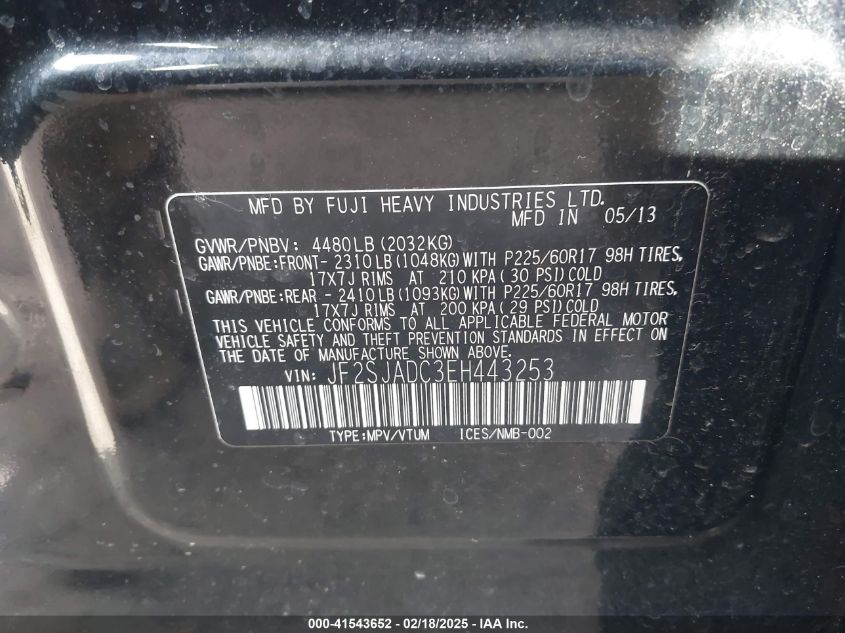 MFD BY FUJI HEAVY INDUSTRIES LTD.
MFD IN 05/13
GVWR/PNBV: 4480LB(2032KG)
GAWR/PNBE:FRONT- 2310LB(1048KG)WITH P225/60R17 98H TIRES,
17X7J RIMS AT 210 KPA(30 PSI)COLD
GAWR/PNBE:REAR - 2410LB(1093KG)WITH P225/60R17 98H TIRES,
17X7J RIMS AT 200 KPA(29 PSI)COLD
THIS VEHICLE CONFORMS TO ALL APPLICABLE FEDERAL MOTOR
VEHICLE SAFETY AND THEFT PREVENTION STANDARDS IN EFFECT ON
THE DATE OF MANUFACTURE SHOWN ABOVE.
VIN: JF2SJADC3EH443253
TYPE:MPV/VTUM ICES/NMB-002
000-41543652 / 02/18/2025 - IAA Inc.